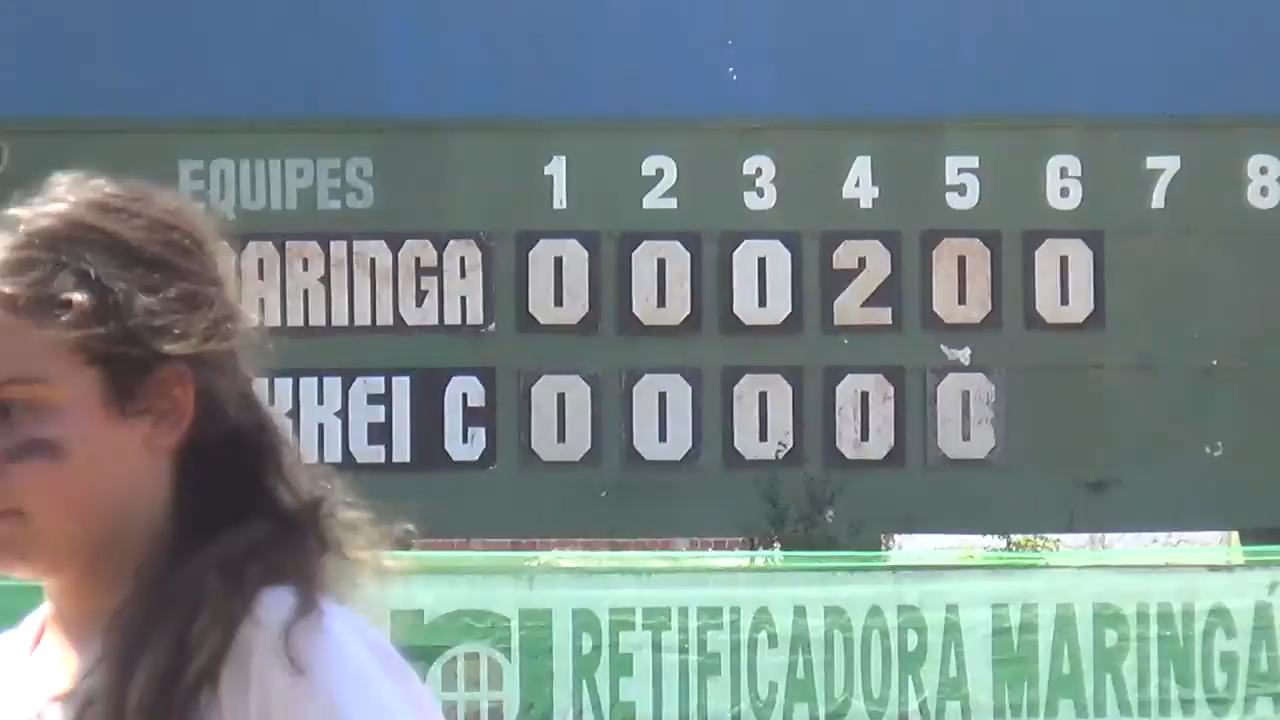 EQUIPES 1 2 3 4 5 6 7 8
ARINGA 0 0 0 2 0 0
KKEI C 0 0 0 0 0
RETIFICADORA MARINGÁ